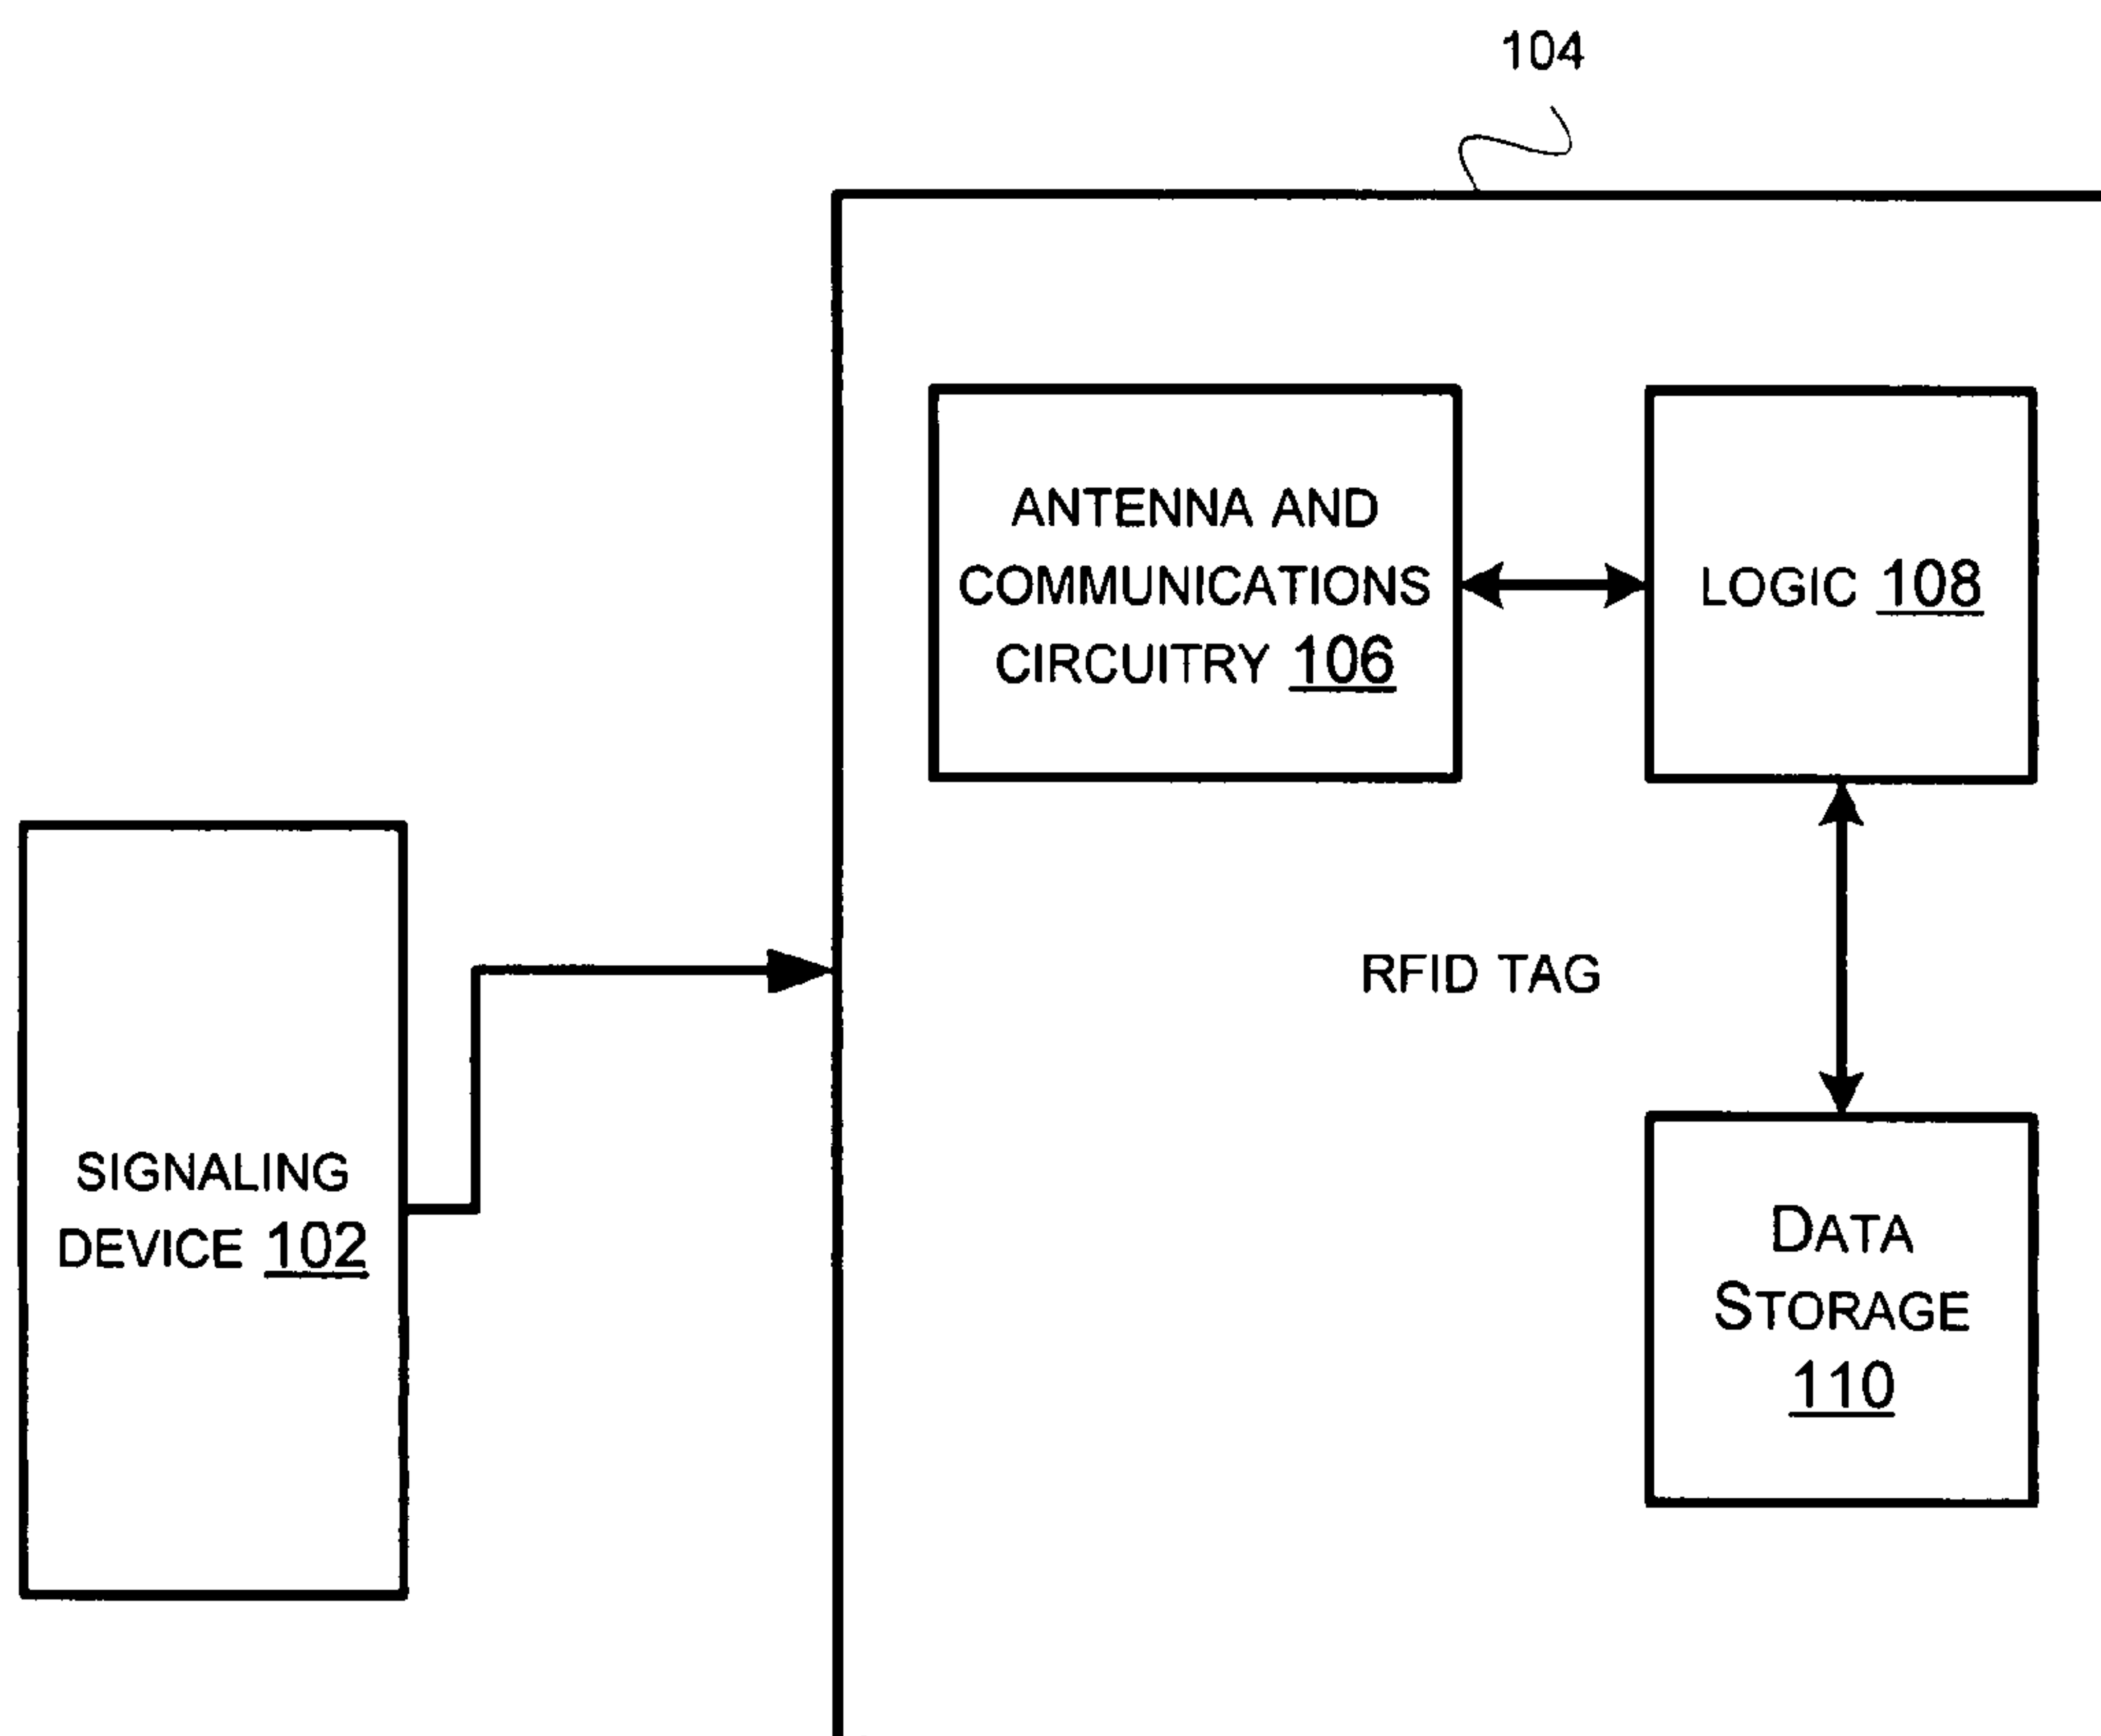 104
ANTENNA AND
COMMUNICATIONS
CIRCUITRY 106
LOGIC 108
RFID TAG
SIGNALING
DEVICE 102
DATA
STORAGE
110